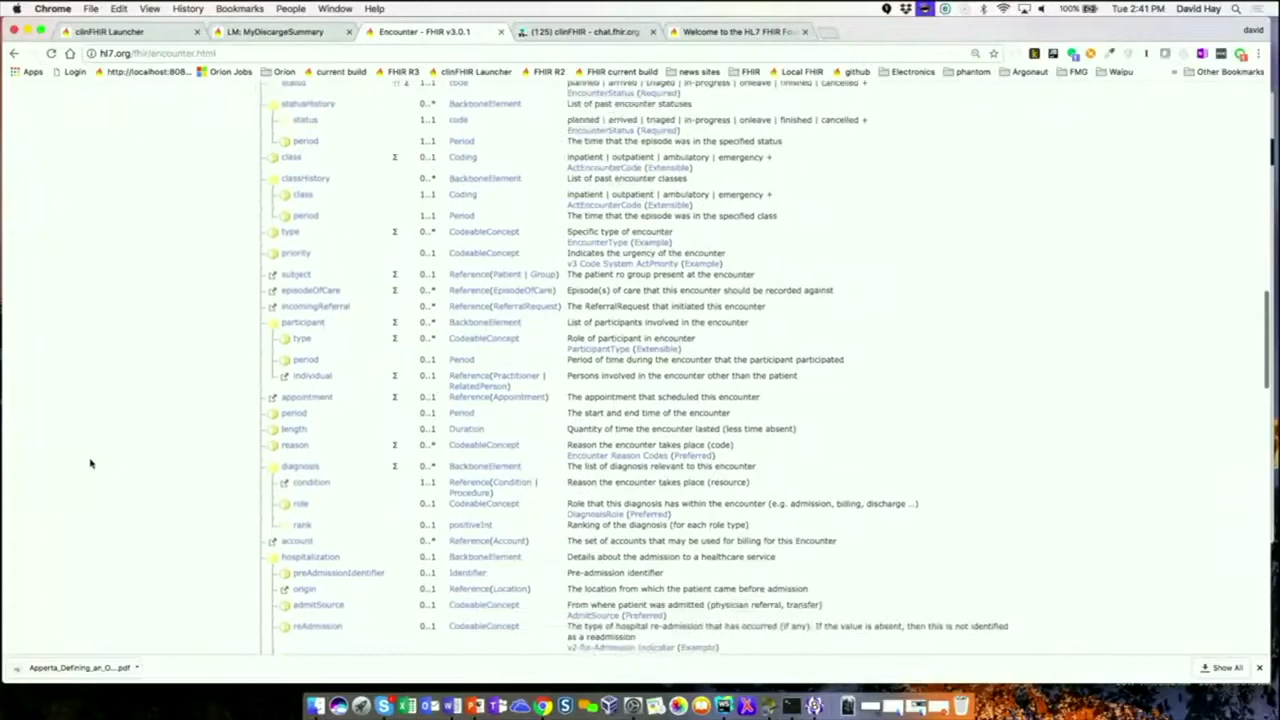 Chrome File Edit View History Bookmarks People Window Help 100% Tue 2:41 PM David Hay
clinFHIR Launcher LM: MyDiscargeSummary Encounter - FHIR v3.0.1 (125) clinFHIR - chat.fhir.org Welcome to the HL7 FHIR Fo david
hl7.org/fhir/encounter.html
Apps Login http://localhost:808... Orion Jobs Orion current build FHIR R3 clinFHIR Launcher FHIR R2 FHIR current build news sites FHIR Local FHIR github Electronics phantom Argonaut FMG Waipu » Other Bookmarks
status 1..1 code planned | arrived | triaged | in-progress | onleave | finished | cancelled +
EncounterStatus (Required)
statusHistory 0..* BackboneElement List of past encounter statuses
status 1..1 code planned | arrived | triaged | in-progress | onleave | finished | cancelled +
EncounterStatus (Required)
period 1..1 Period The time that the episode was in the specified status
class Σ 0..1 Coding inpatient | outpatient | ambulatory | emergency +
ActEncounterCode (Extensible)
classHistory 0..* BackboneElement List of past encounter classes
class 1..1 Coding inpatient | outpatient | ambulatory | emergency +
ActEncounterCode (Extensible)
period 1..1 Period The time that the episode was in the specified class
type Σ 0..* CodeableConcept Specific type of encounter
EncounterType (Example)
priority 0..1 CodeableConcept Indicates the urgency of the encounter
v3 Code System ActPriority (Example)
subject Σ 0..1 Reference(Patient | Group) The patient ro group present at the encounter
episodeOfCare Σ 0..* Reference(EpisodeOfCare) Episode(s) of care that this encounter should be recorded against
incomingReferral 0..* Reference(ReferralRequest) The ReferralRequest that initiated this encounter
participant Σ 0..* BackboneElement List of participants involved in the encounter
type Σ 0..* CodeableConcept Role of participant in encounter
ParticipantType (Extensible)
period 0..1 Period Period of time during the encounter that the participant participated
individual Σ 0..1 Reference(Practitioner | Persons involved in the encounter other than the patient
RelatedPerson)
appointment Σ 0..1 Reference(Appointment) The appointment that scheduled this encounter
period 0..1 Period The start and end time of the encounter
length 0..1 Duration Quantity of time the encounter lasted (less time absent)
reason Σ 0..* CodeableConcept Reason the encounter takes place (code)
Encounter Reason Codes (Preferred)
diagnosis Σ 0..* BackboneElement The list of diagnosis relevant to this encounter
condition 1..1 Reference(Condition | Reason the encounter takes place (resource)
Procedure)
role 0..1 CodeableConcept Role that this diagnosis has within the encounter (e.g. admission, billing, discharge ...)
DiagnosisRole (Preferred)
rank 0..1 positiveInt Ranking of the diagnosis (for each role type)
account 0..* Reference(Account) The set of accounts that may be used for billing for this Encounter
hospitalization 0..1 BackboneElement Details about the admission to a healthcare service
preAdmissionIdentifier 0..1 Identifier Pre-admission identifier
origin 0..1 Reference(Location) The location from which the patient came before admission
admitSource 0..1 CodeableConcept From where patient was admitted (physician referral, transfer)
AdmitSource (Preferred)
reAdmission 0..1 CodeableConcept The type of hospital re-admission that has occurred (if any). If the value is absent, then this is not identified
as a readmission
v2 Re-Admission Indicator (Example)
Apperta_Defining_an_O....pdf Show All